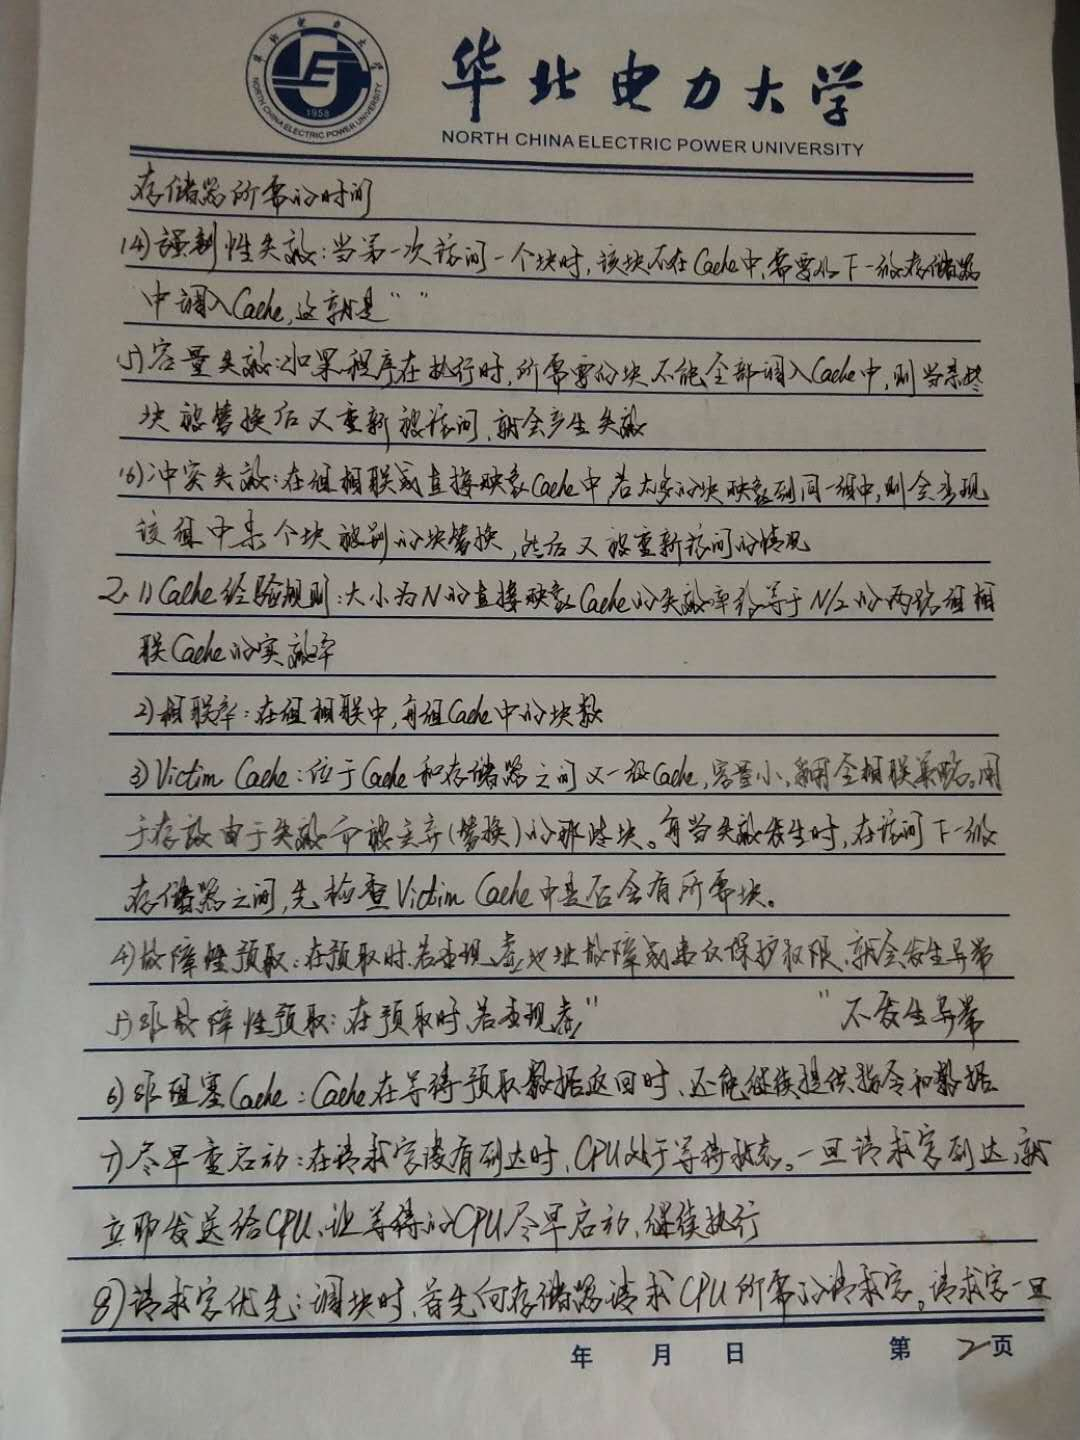 华北电力大学
NORTH CHINA ELECTRIC POWER UNIVERSITY
华北电力大学
NORTH CHINA ELECTRIC POWER UNIVERSITY
1958
存储器所需的时间
14)强制性失效:当第一次访问一个块时,该块不在Cache中,需要从下一级存储器
中调入Cache,这就是“ ”
15)容量失效:如果程序在执行时,所需要的块不能全部调入Cache中,则当某些
块被替换后又重新被访问,就会产生失效
16)冲突失效:在组相联或直接映象Cache中,若太多的块映象到同一组中,则会出现
该组中某个块被别的块替换,然后又被重新访问的情况
2.1)Cache经验规则:大小为N的直接映象Cache的失效率约等于N/2的两路组相
联Cache的实效率
2)相联率:在组相联中,每组Cache中的块数
3)Victim Cache:位于Cache和存储器之间又一级Cache,容量小,采用全相联策略。用
于存放由于失效而被丢弃(替换)的那些块。每当失效发生时,在访问下一级
存储器之间,先检查Victim Cache中是否含有所需块。
4)故障性预取:在预取时,若出现虚地址故障或违反保护权限,就会发生异常
5)非故障性预取:在预取时若出现虚“ ”不发生异常
6)非阻塞Cache:Cache在等待预取数据返回时,还能继续提供指令和数据
7)尽早重启动:在请求字没有到达时,CPU处于等待状态。一旦请求字到达,就
立即发送给CPU,让等待的CPU尽早启动,继续执行
8)请求字优先:调块时,首先向存储器请求CPU所需的请求字。请求字一旦
年 月 日 第 2 页